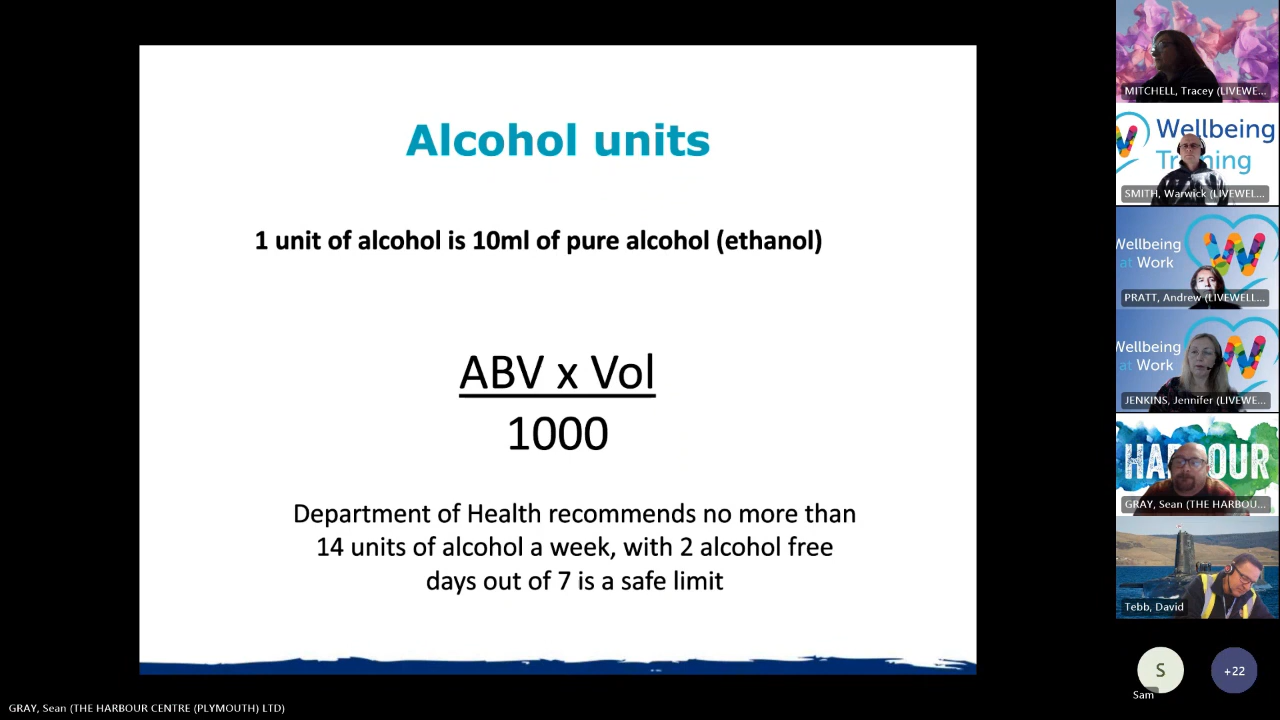 Alcohol units
1 unit of alcohol is 10ml of pure alcohol (ethanol)
ABV x Vol
1000
Department of Health recommends no more than
14 units of alcohol a week, with 2 alcohol free
days out of 7 is a safe limit
MITCHELL, Tracey (LIVEWE...
Wellbeing
Training
SMITH, Warwick (LIVEWEL...
Wellbeing
at Work
PRATT, Andrew (LIVEWELL...
Wellbeing
at Work
JENKINS, Jennifer (LIVEWE...
HARBOUR
GRAY, Sean (THE HARBOU...
Tebb, David
S
+22
Sam
GRAY, Sean (THE HARBOUR CENTRE (PLYMOUTH) LTD)